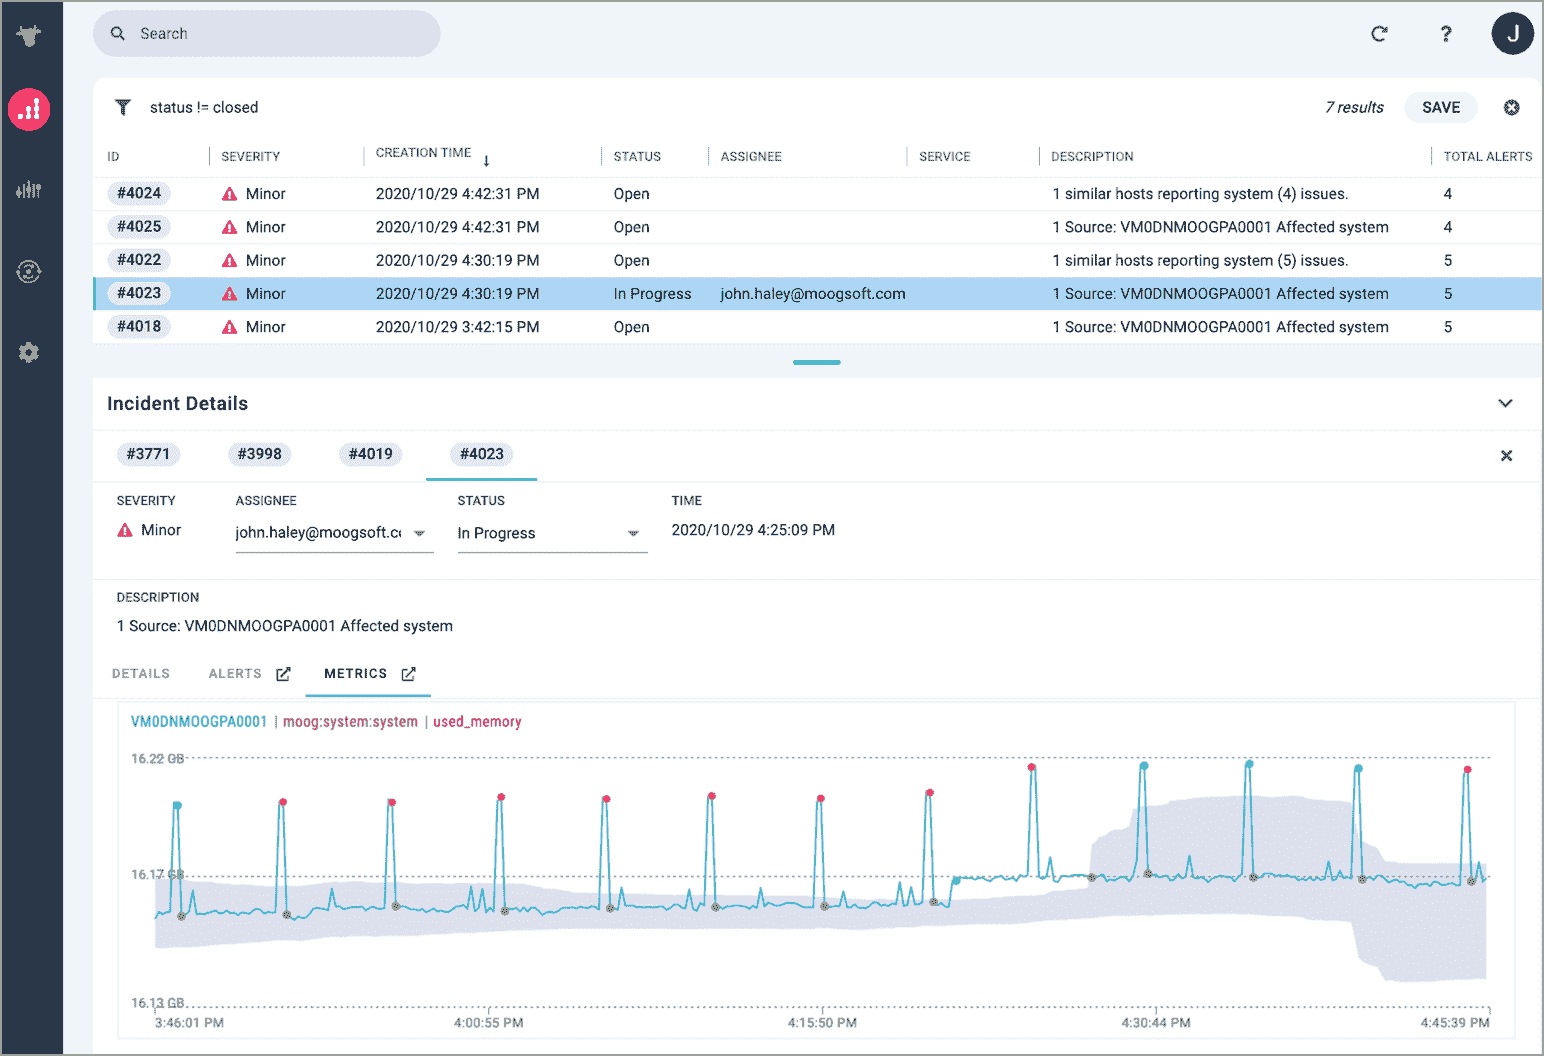 Search
?
J
status != closed
7 results
SAVE
ID SEVERITY CREATION TIME STATUS ASSIGNEE SERVICE DESCRIPTION TOTAL ALERTS
#4024 Minor 2020/10/29 4:42:31 PM Open 1 similar hosts reporting system (4) issues. 4
#4025 Minor 2020/10/29 4:42:31 PM Open 1 Source: VM0DNMOOGPA0001 Affected system 4
#4022 Minor 2020/10/29 4:30:19 PM Open 1 similar hosts reporting system (5) issues. 5
#4023 Minor 2020/10/29 4:30:19 PM In Progress john.haley@moogsoft.com 1 Source: VM0DNMOOGPA0001 Affected system 5
#4018 Minor 2020/10/29 3:42:15 PM Open 1 Source: VM0DNMOOGPA0001 Affected system 5
Incident Details
#3771 #3998 #4019 #4023
SEVERITY ASSIGNEE STATUS TIME
Minor john.haley@moogsoft.c In Progress 2020/10/29 4:25:09 PM
DESCRIPTION
1 Source: VM0DNMOOGPA0001 Affected system
DETAILS ALERTS METRICS
VM0DNMOOGPA0001 | moog:system:system | used_memory
16.22 GB
16.17 GB
16.13 GB
3:46:01 PM 4:00:55 PM 4:15:50 PM 4:30:44 PM 4:45:39 PM